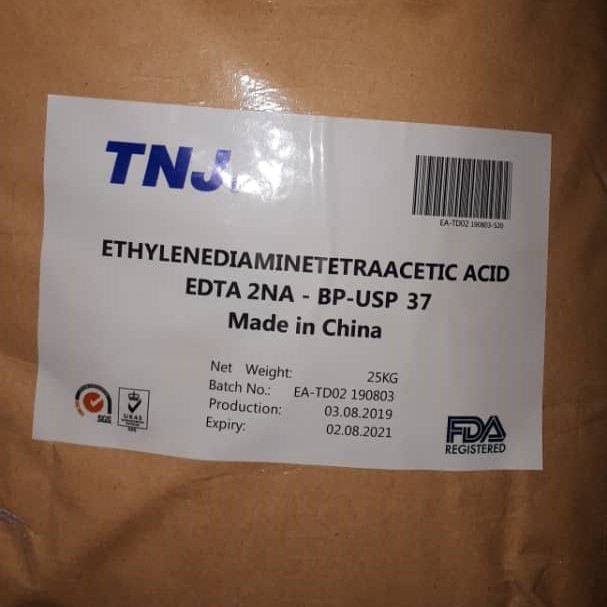 TNJ
EA-TD02 190803-520
ETHYLENEDIAMINETETRAACETIC ACID
EDTA 2NA - BP-USP 37
Made in China
Net Weight: 25KG
Batch No.: EA-TD02 190803
Production: 03.08.2019
Expiry: 02.08.2021
SGS
UKAS
FDA
REGISTERED